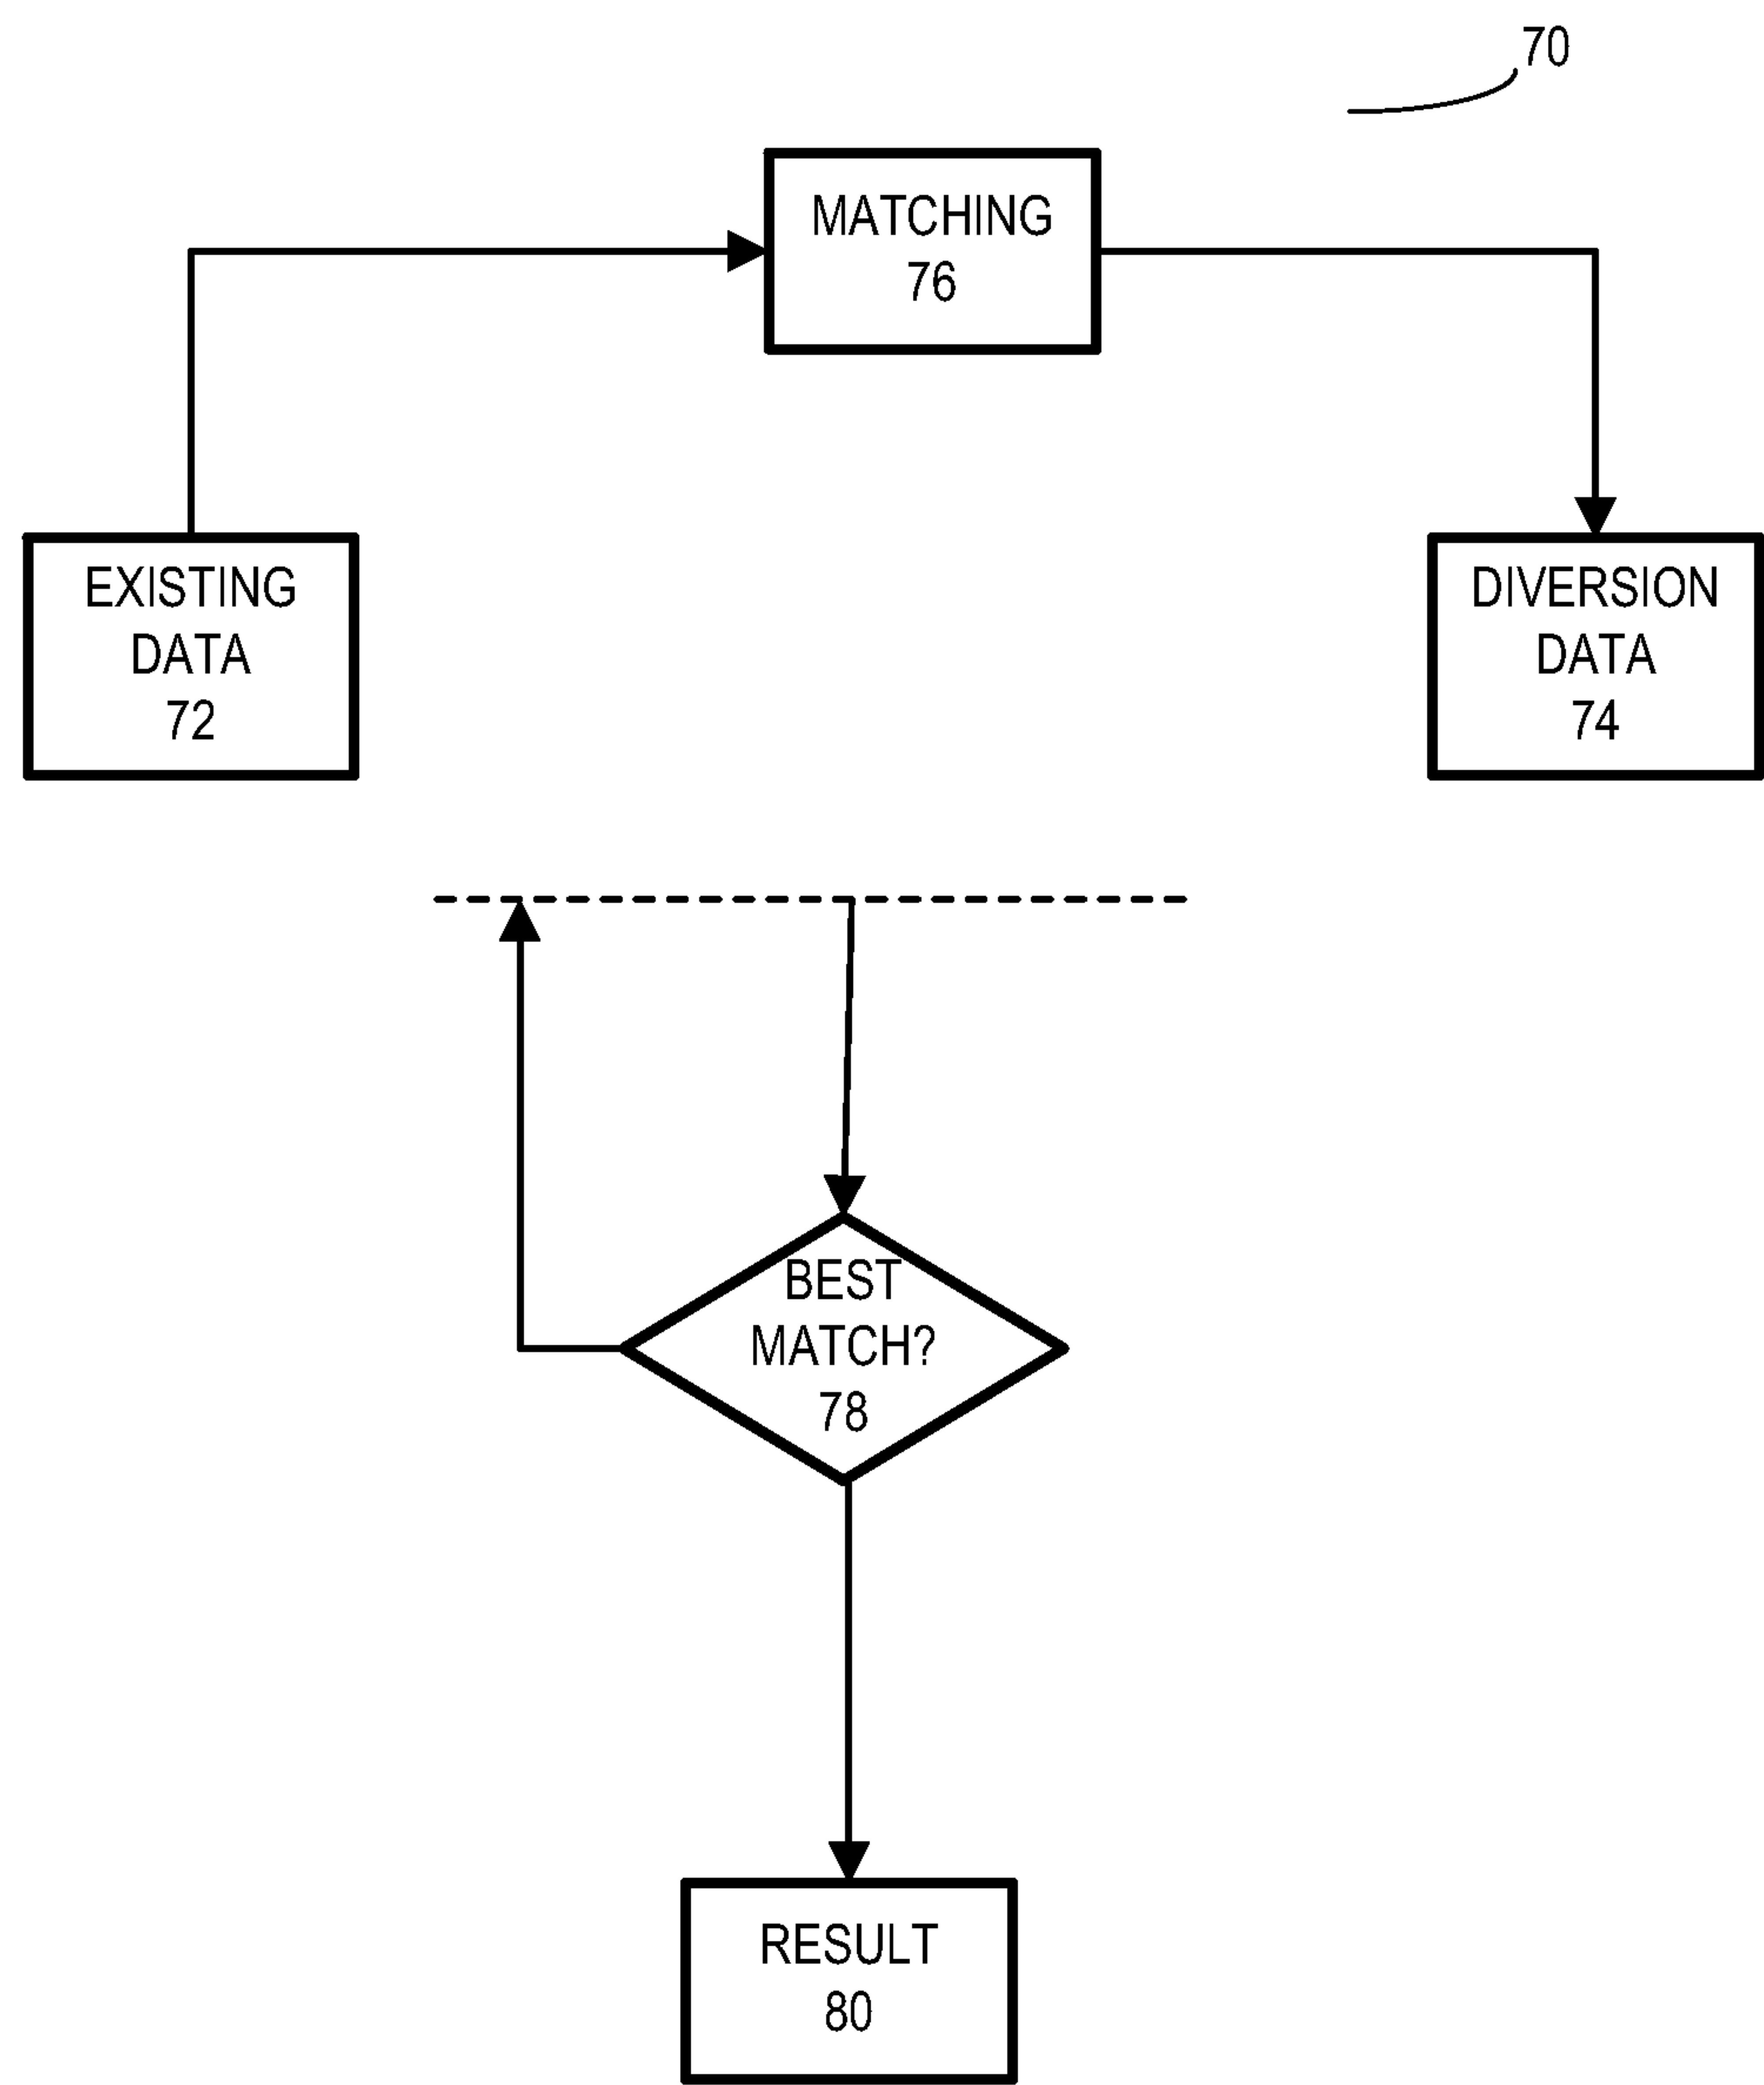 70
MATCHING
76
EXISTING
DATA
72
DIVERSION
DATA
74
BEST
MATCH?
78
RESULT
80